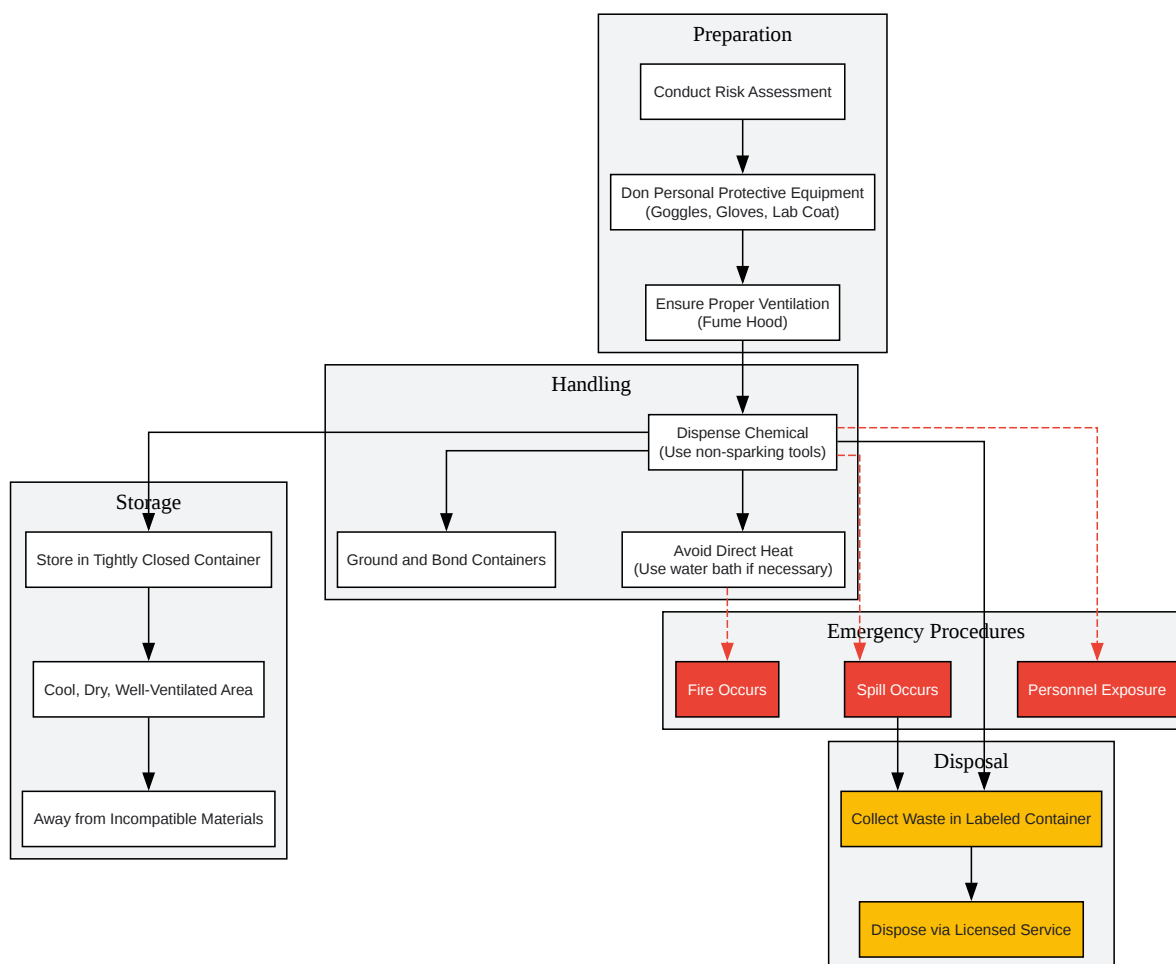 Preparation
Conduct Risk Assessment
Don Personal Protective Equipment
(Goggles, Gloves, Lab Coat)
Ensure Proper Ventilation
(Fume Hood)
Handling
Dispense Chemical
(Use non-sparking tools)
Ground and Bond Containers
Avoid Direct Heat
(Use water bath if necessary)
Storage
Store in Tightly Closed Container
Cool, Dry, Well-Ventilated Area
Away from Incompatible Materials
Emergency Procedures
Fire Occurs
Spill Occurs
Personnel Exposure
Disposal
Collect Waste in Labeled Container
Dispose via Licensed Service